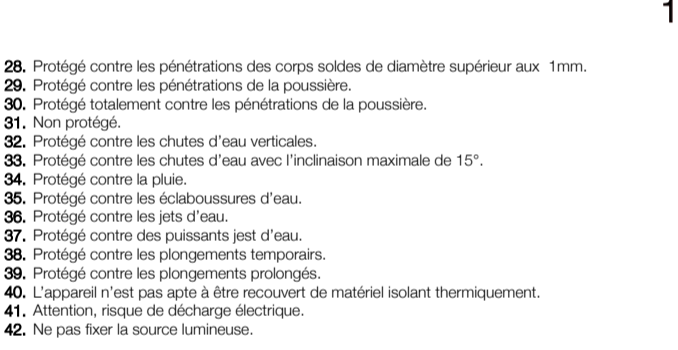 1
28. Protégé contre les pénétrations des corps soldes de diamètre supérieur aux 1mm.
29. Protégé contre les pénétrations de la poussière.
30. Protégé totalement contre les pénétrations de la poussière.
31. Non protégé.
32. Protégé contre les chutes d'eau verticales.
33. Protégé contre les chutes d'eau avec l'inclinaison maximale de 15°.
34. Protégé contre la pluie.
35. Protégé contre les éclaboussures d'eau.
36. Protégé contre les jets d'eau.
37. Protégé contre des puissants jest d'eau.
38. Protégé contre les plongements temporairs.
39. Protégé contre les plongements prolongés.
40. L'appareil n'est pas apte à être recouvert de matériel isolant thermiquement.
41. Attention, risque de décharge électrique.
42. Ne pas fixer la source lumineuse.